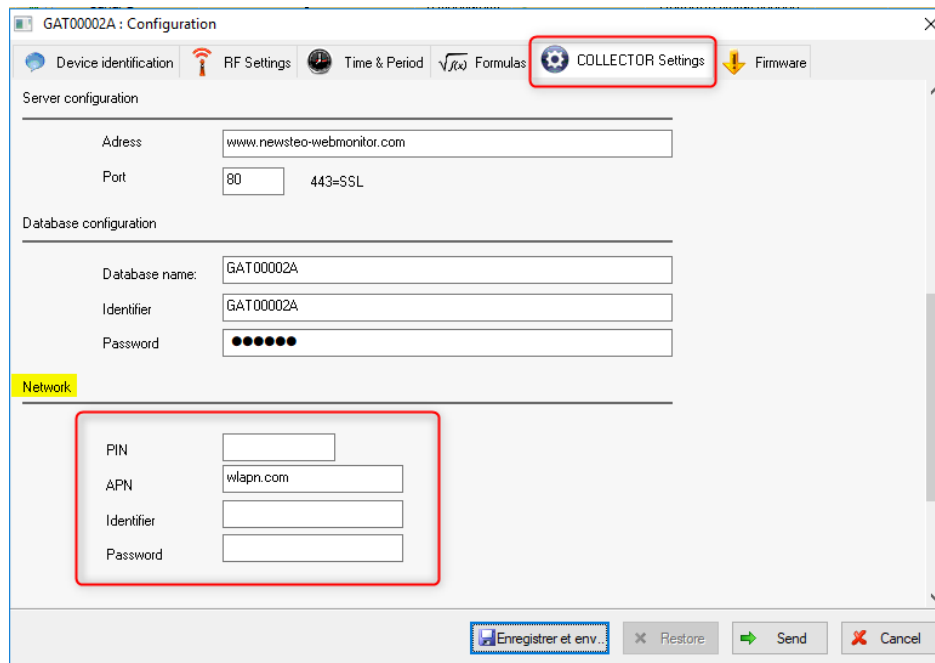 GAT00002A : Configuration
Device identification RF Settings Time & Period √f(x) Formulas COLLECTOR Settings Firmware
Server configuration
Adress www.newsteo-webmonitor.com
Port 80 443=SSL
Database configuration
Database name: GAT00002A
Identifier GAT00002A
Password ●●●●●●
Network
PIN
APN wlapn.com
Identifier
Password
Enregistrer et env.. Restore Send Cancel